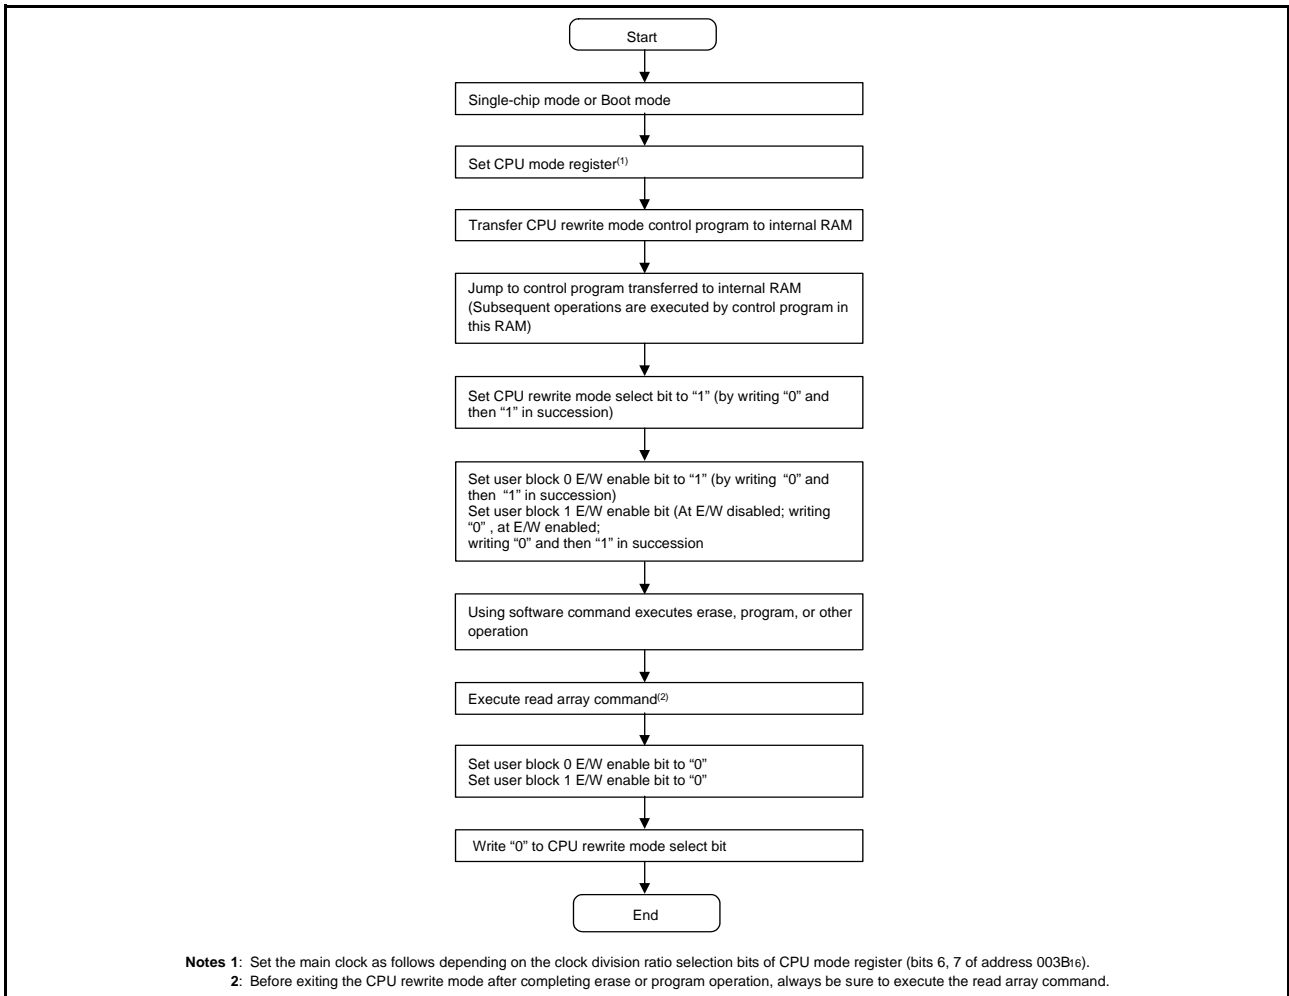 Start
Single-chip mode or Boot mode
Set CPU mode register(1)
Transfer CPU rewrite mode control program to internal RAM
Jump to control program transferred to internal RAM
(Subsequent operations are executed by control program in
this RAM)
Set CPU rewrite mode select bit to “1” (by writing “0” and
then “1” in succession)
Set user block 0 E/W enable bit to “1” (by writing “0” and
then “1” in succession)
Set user block 1 E/W enable bit (At E/W disabled; writing
“0” , at E/W enabled;
writing “0” and then “1” in succession
Using software command executes erase, program, or other
operation
Execute read array command(2)
Set user block 0 E/W enable bit to “0”
Set user block 1 E/W enable bit to “0”
Write “0” to CPU rewrite mode select bit
End
Notes 1: Set the main clock as follows depending on the clock division ratio selection bits of CPU mode register (bits 6, 7 of address 003B16).
2: Before exiting the CPU rewrite mode after completing erase or program operation, always be sure to execute the read array command.